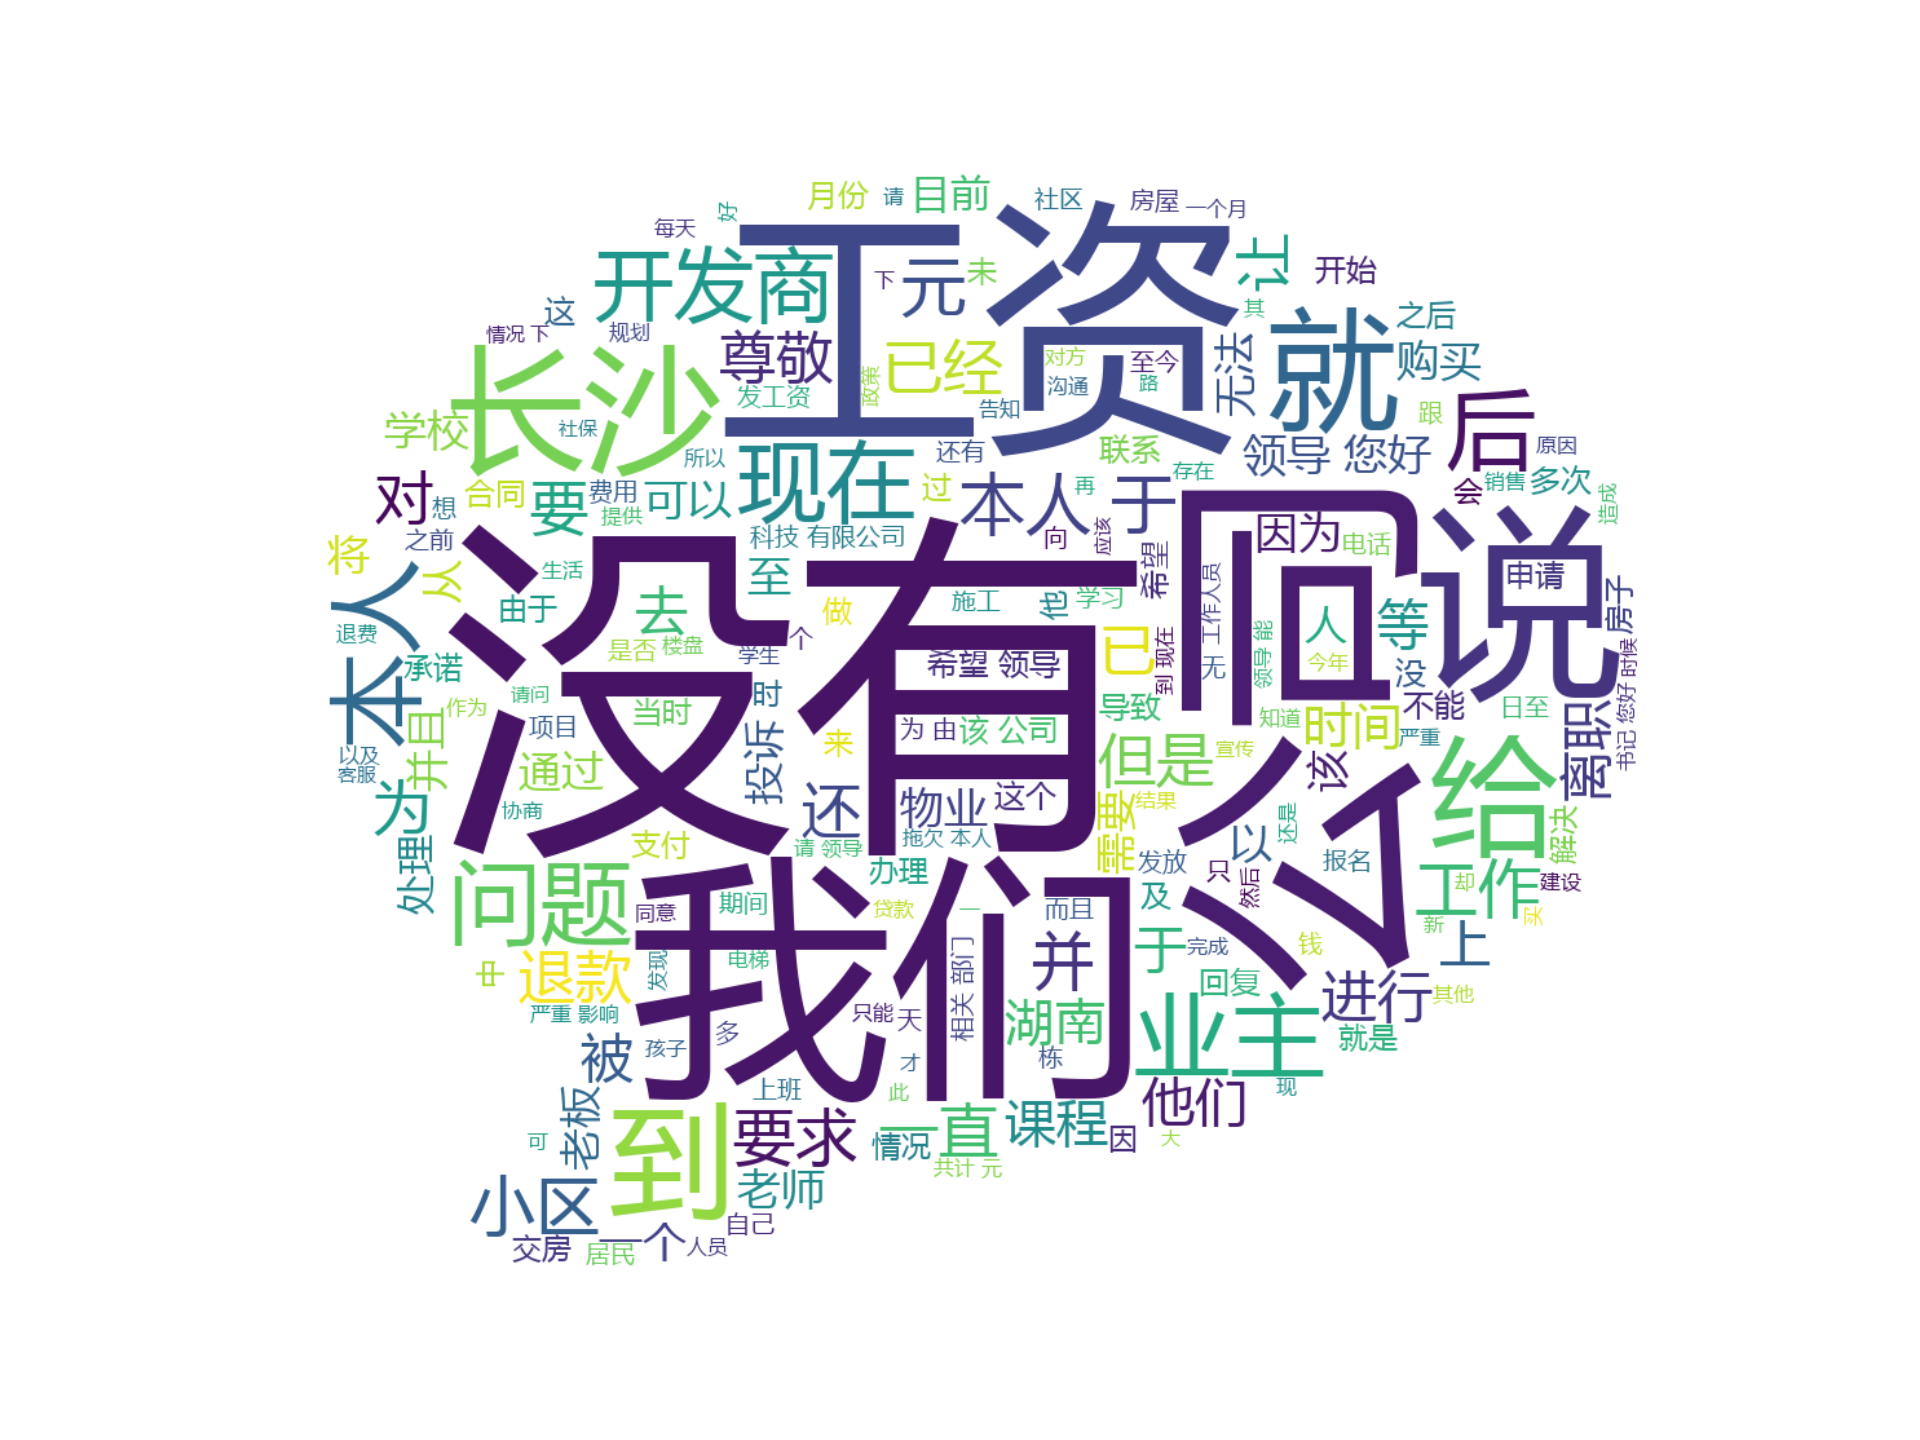 月份
请
目前
社区
房屋
一个月
每天
好
开发商
工资
元
未
下
让
开始
这
情况 下
规划
尊敬
已经
对方
至今
沟通
路
无法
其
就
之后
购买
长沙
发工资
政策
告知
学校
社保
所以
现在
还有
联系
存在
领导 您好
后
跟
原因
对
想
合同
要
费用
提供
可以
过
本人
再
于
会
销售
多次
造成
将
之前
科技 有限公司
向
应该
因为
电话
说
申请
本人
从
生活
由于
没有
至
去
做
施工
他
学习
希望
工作人员
公司
人
等
房子
退费
承诺
是否
楼盘
学生
个
希望 领导
已
到 现在
无
领导 能
今年
没
时候
并且
作为
请问
项目
当时
时
为 由
该 公司
导致
知道
时间
不能
日至
离职
书记 您好
以及
客服
为
通过
投诉
来
还
物业
这个
但是
宣传
该
严重
给
处理
协商
支付
请 领导
拖欠 本人
需要
结果
以
还是
解决
问题
同意
期间
办理
贷款
一
我们
而且
发放
及
只
然后
报名
工作
却
建设
新
买
中
退款
发现
电梯
相关 部门
并
于
完成
钱
上
严重 影响
多
只能
天
湖南
回复
业主
进行
其他
被
孩子
才
栋
就是
现
老板
上班
此
到
要求
情况
一直
课程
因
他们
大
可
共计 元
小区
老师
自己
交房
居民
一个
人员